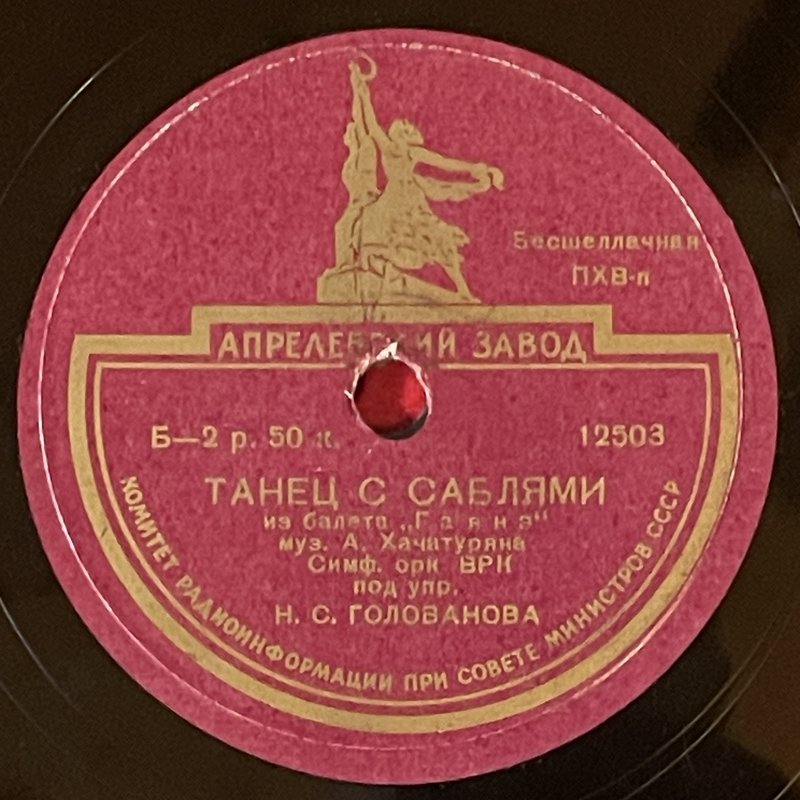 Бесшеллачная
ПХВ-п
АПРЕЛЕВСКИЙ ЗАВОД
Б—2 р. 50 к.
12503
ТАНЕЦ С САБЛЯМИ
из балета „Гаянэ"
муз. А. Хачатуряна
Симф. орк ВРК
под упр.
Н. С. ГОЛОВАНОВА
КОМИТЕТ РАДИОИНФОРМАЦИИ ПРИ СОВЕТЕ МИНИСТРОВ СССР